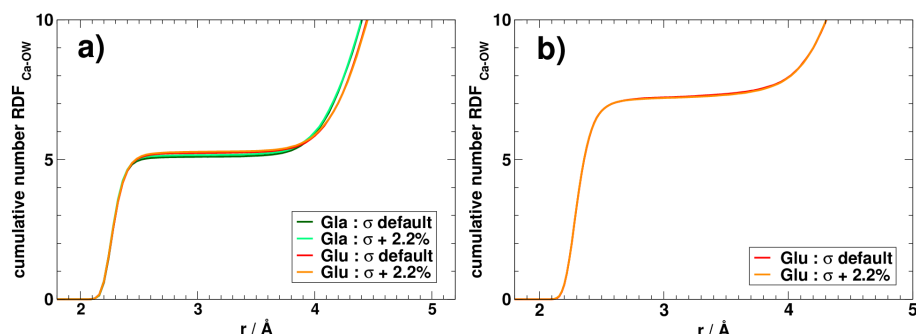 a)
cumulative number RDF Ca-OW
10
5
0
2
3
4
5
r / Å
Gla : σ default
Gla : σ + 2.2%
Glu : σ default
Glu : σ + 2.2%
b)
cumulative number RDF Ca-OW
10
5
0
2
3
4
5
r / Å
Glu : σ default
Glu : σ + 2.2%